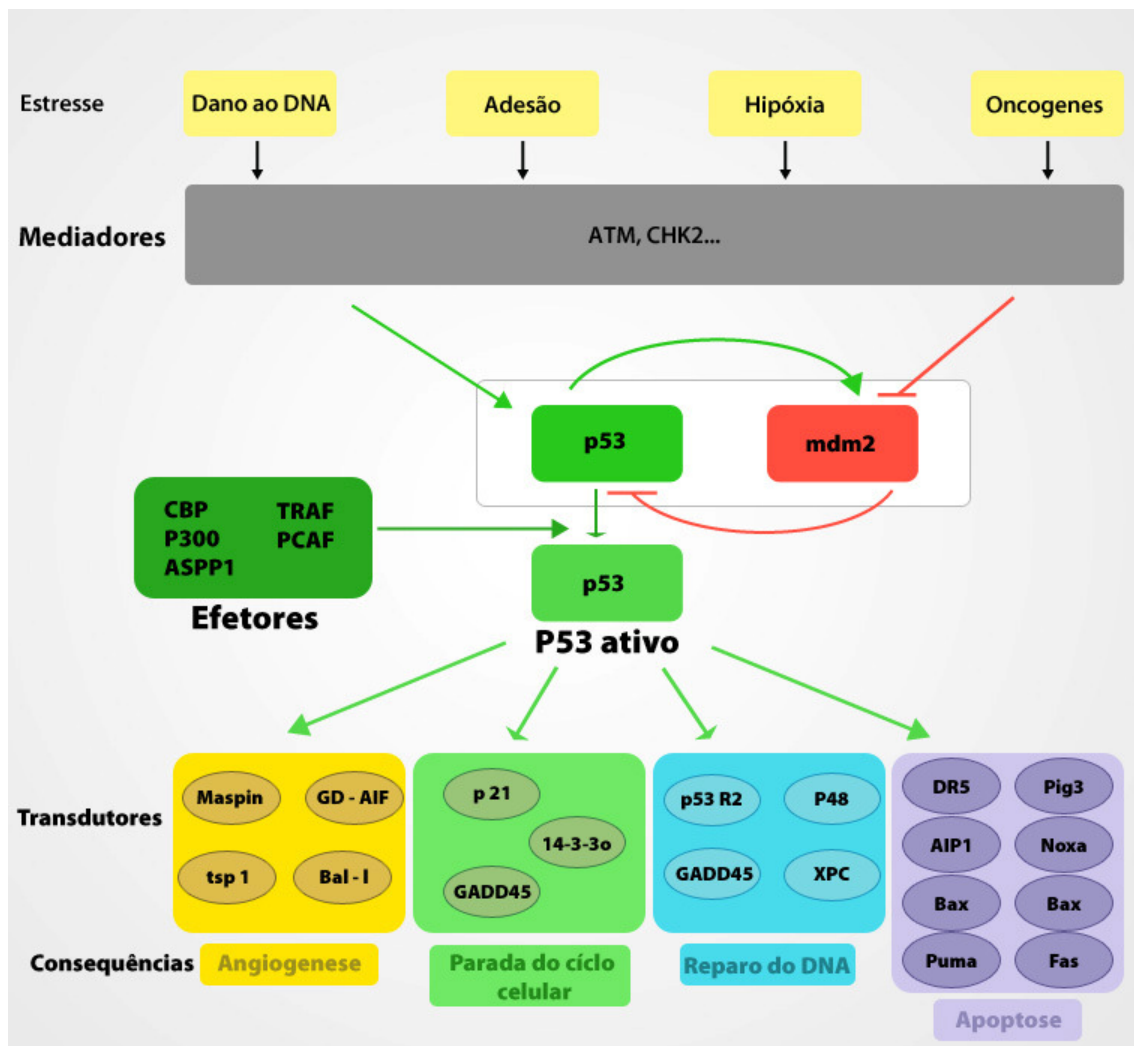 Estresse
Dano ao DNA
Adesão
Hipóxia
Oncogenes
Mediadores
ATM, CHK2...
p53
mdm2
CBP TRAF
P300 PCAF
ASPP1
Efetores
p53
P53 ativo
Transdutores
Maspin
GD - AIF
tsp 1
Bal - I
p 21
14-3-3o
GADD45
p53 R2
P48
GADD45
XPC
DR5
Pig3
AIP1
Noxa
Bax
Bax
Puma
Fas
Consequências
Angiogenese
Parada do cíclo
celular
Reparo do DNA
Apoptose